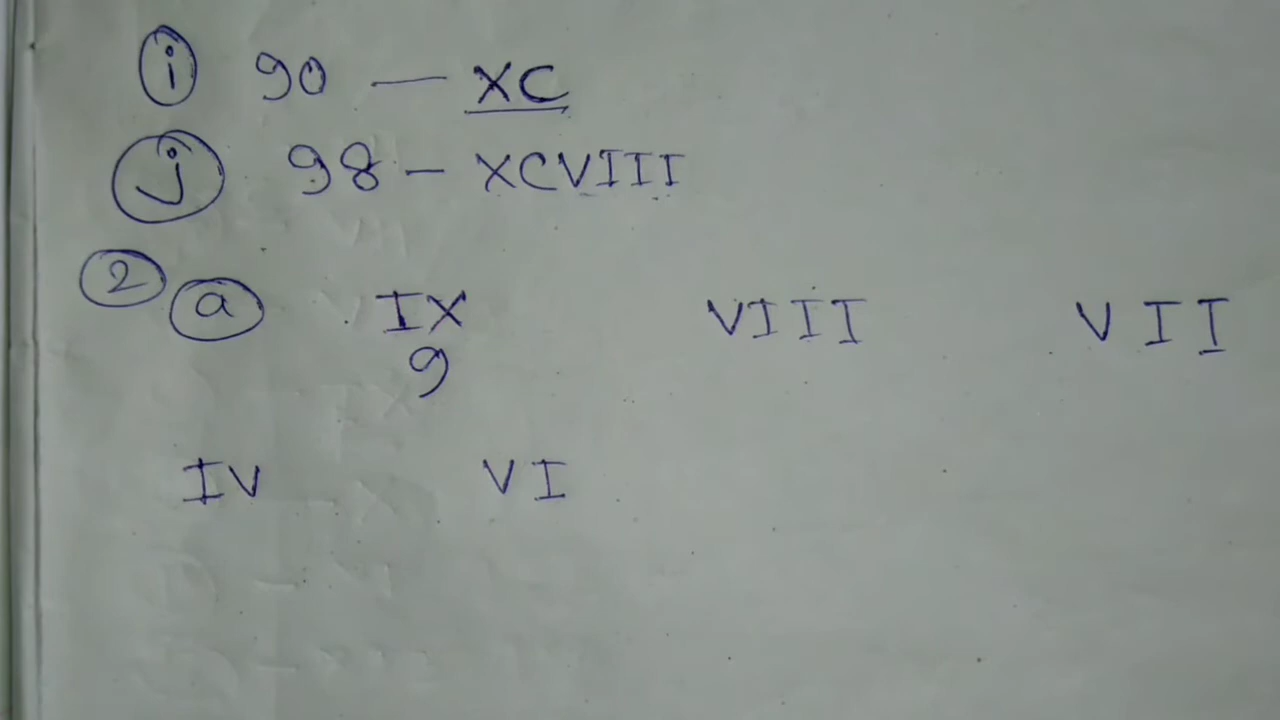 i 90 — XC
j 98 - XCVIII
2 a IX VIII VII
9
IV VI